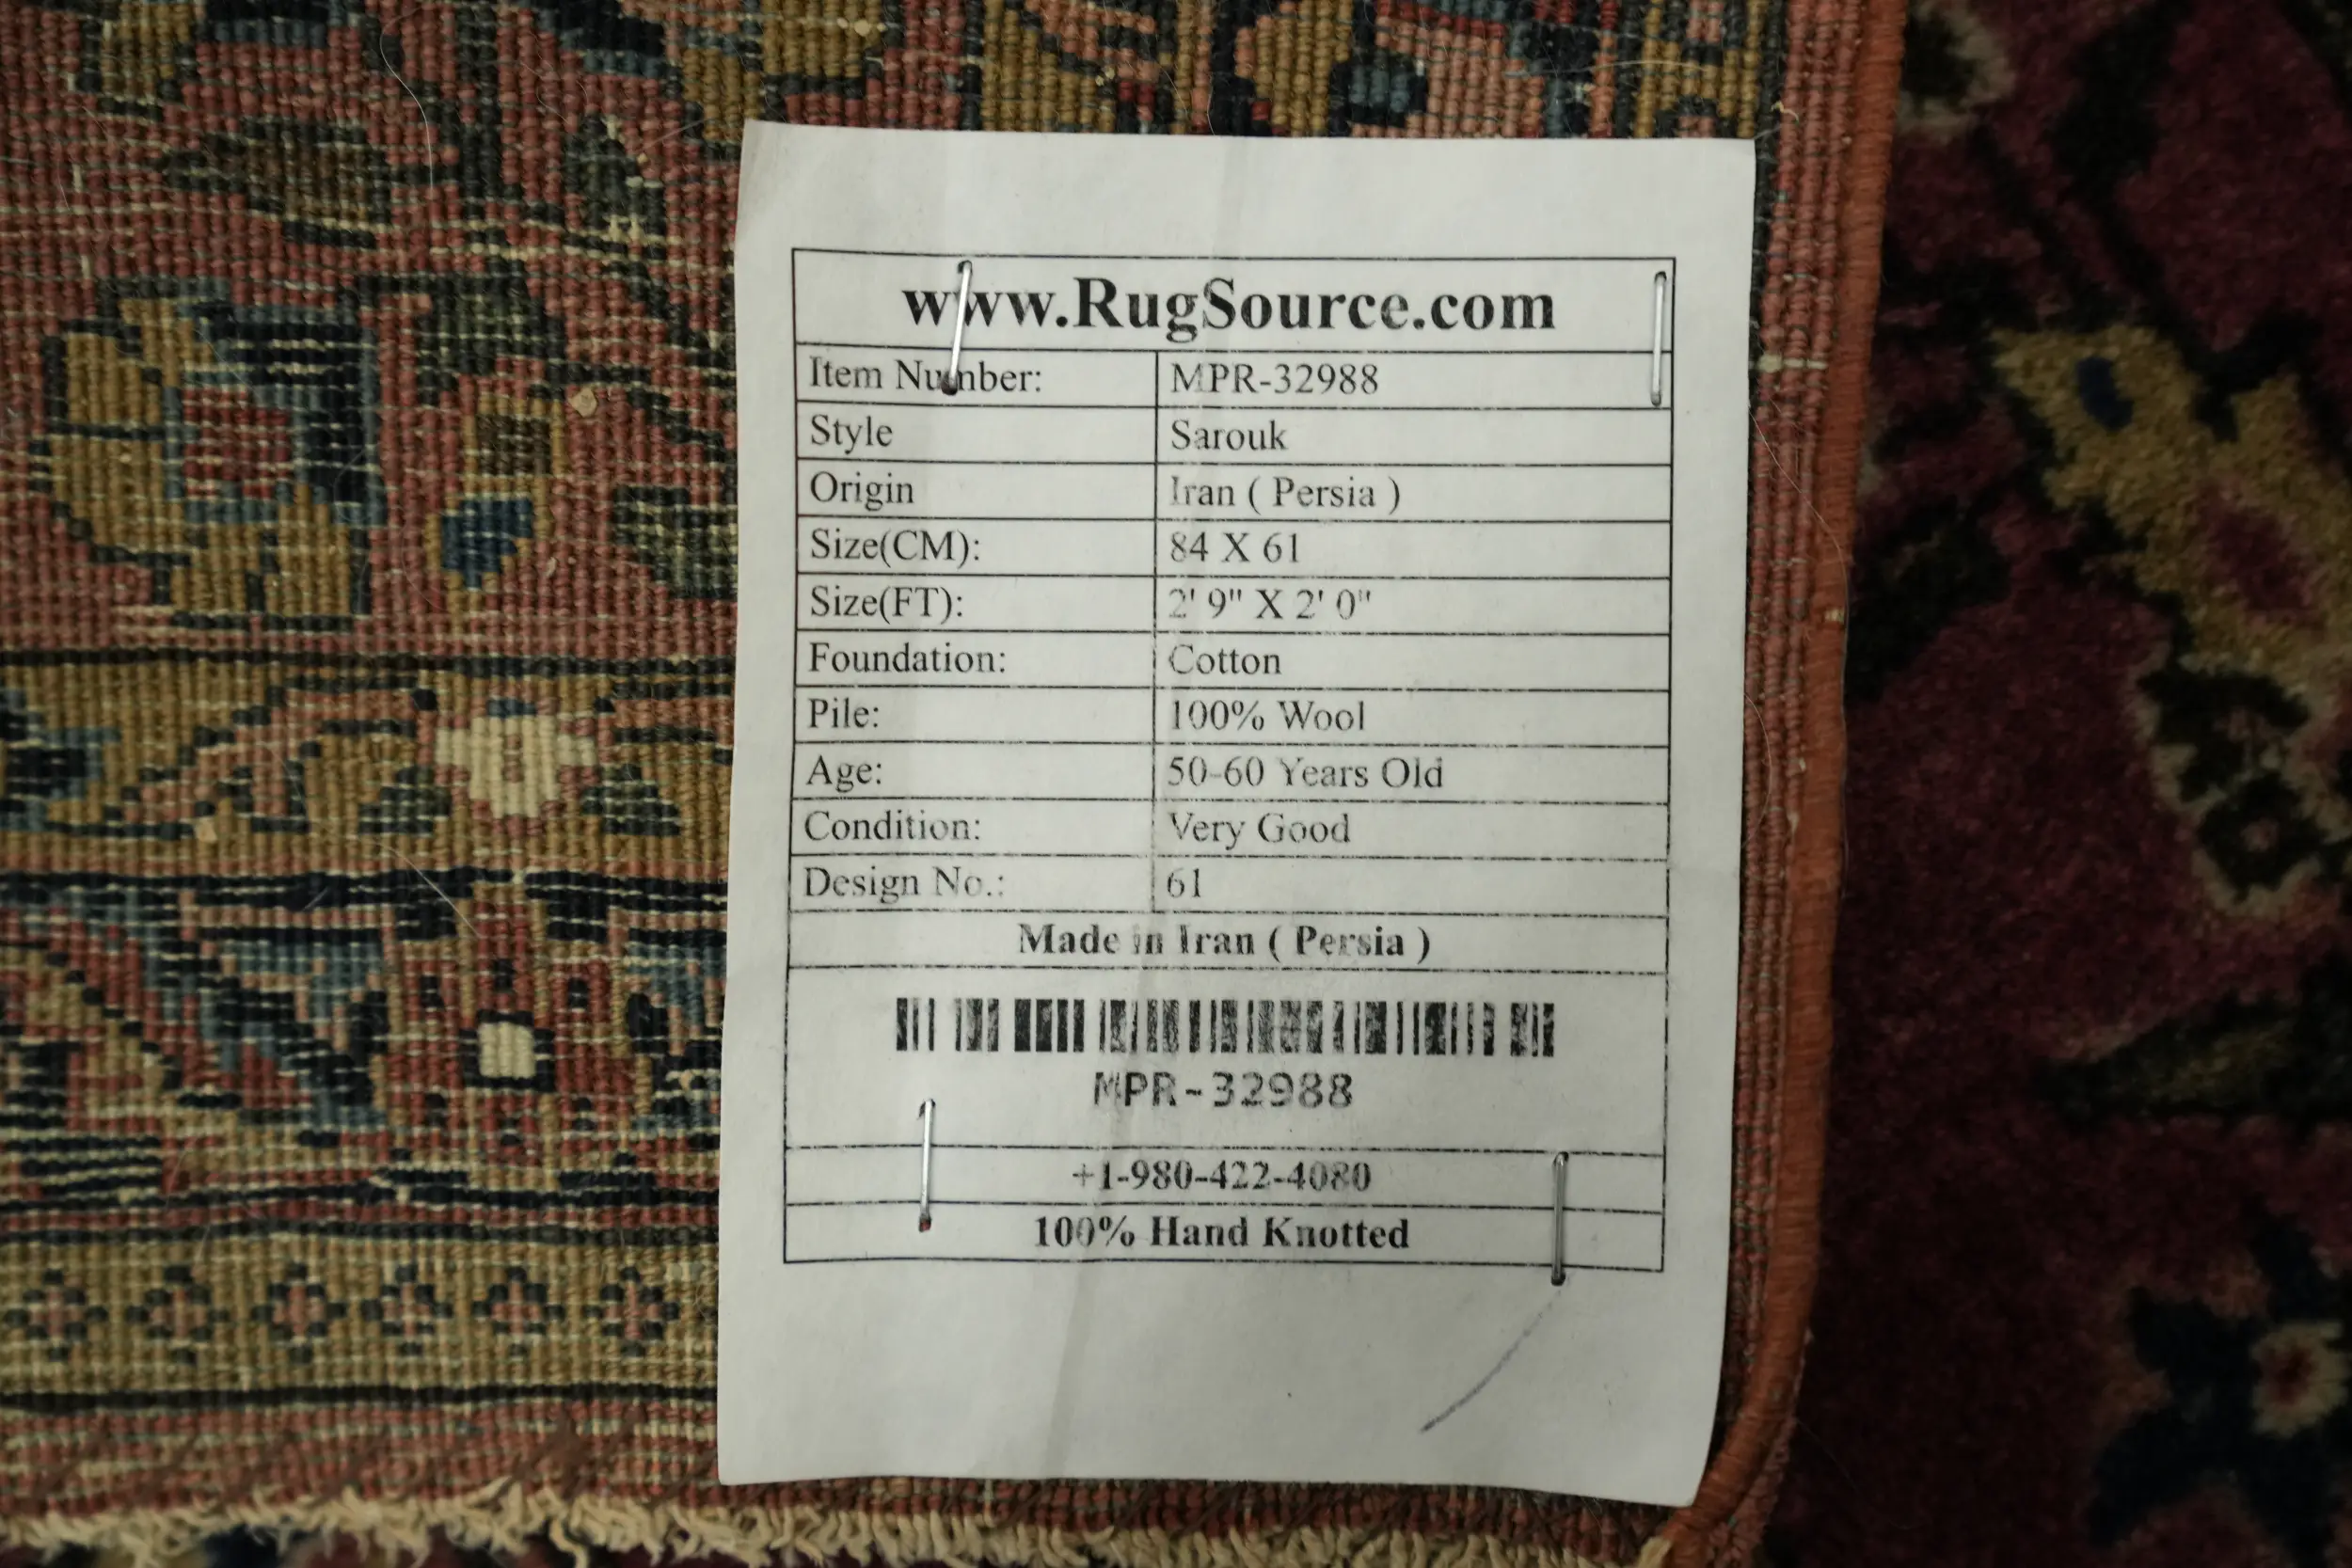 www.RugSource.com
Item Number: MPR-32988
Style Sarouk
Origin Iran ( Persia )
Size(CM): 84 X 61
Size(FT): 2' 9" X 2' 0"
Foundation: Cotton
Pile: 100% Wool
Age: 50-60 Years Old
Condition: Very Good
Design No.: 61
Made in Iran ( Persia )
MPR-32988
+1-980-422-4080
100% Hand Knotted